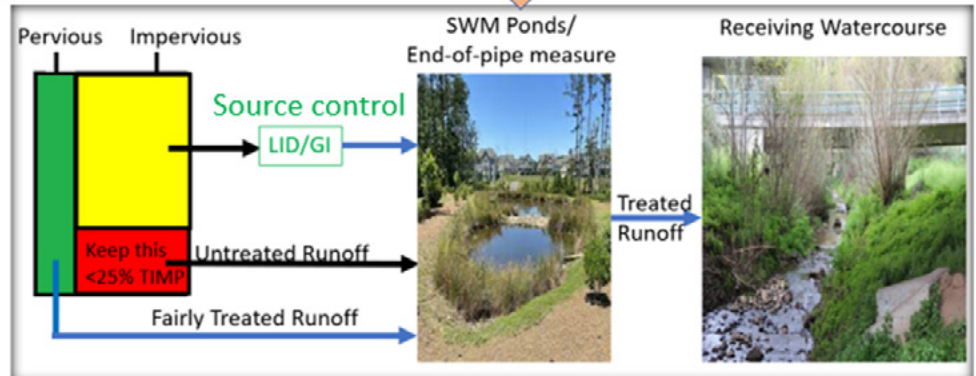 Pervious Impervious
SWM Ponds/
End-of-pipe measure
Receiving Watercourse
Source control
LID/GI
Keep this
<25% TIMP
Untreated Runoff
Fairly Treated Runoff
Treated
Runoff